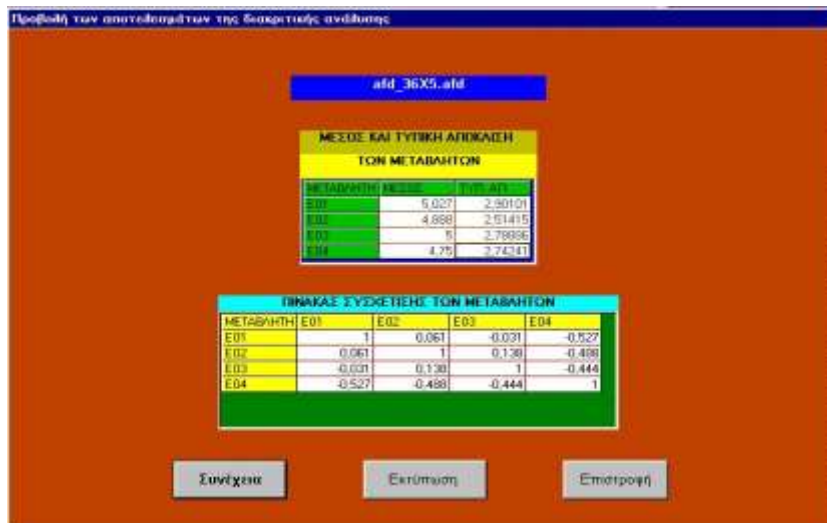 Προβολή των αποτελεσμάτων της διακριτικής ανάλυσης
afd_36X5.afd
ΜΕΣΟΣ ΚΑΙ ΤΥΠΙΚΗ ΑΠΟΚΛΙΣΗ
ΤΩΝ ΜΕΤΑΒΛΗΤΩΝ
ΜΕΤΑΒΛΗΤΗ ΜΕΣΟΣ ΤΥΠ.ΑΠ.
E01 5,027 2,90101
E02 4,888 2,51415
E03 5 2,78886
E04 4,75 2,74241
ΠΙΝΑΚΑΣ ΣΥΣΧΕΤΙΣΗΣ ΤΩΝ ΜΕΤΑΒΛΗΤΩΝ
ΜΕΤΑΒΛΗΤΗ E01 E02 E03 E04
E01 1 0,061 -0,031 -0,527
E02 0,061 1 0,138 -0,488
E03 -0,031 0,138 1 -0,444
E04 -0,527 -0,488 -0,444 1
Συνέχεια Εκτύπωση Επιστροφή